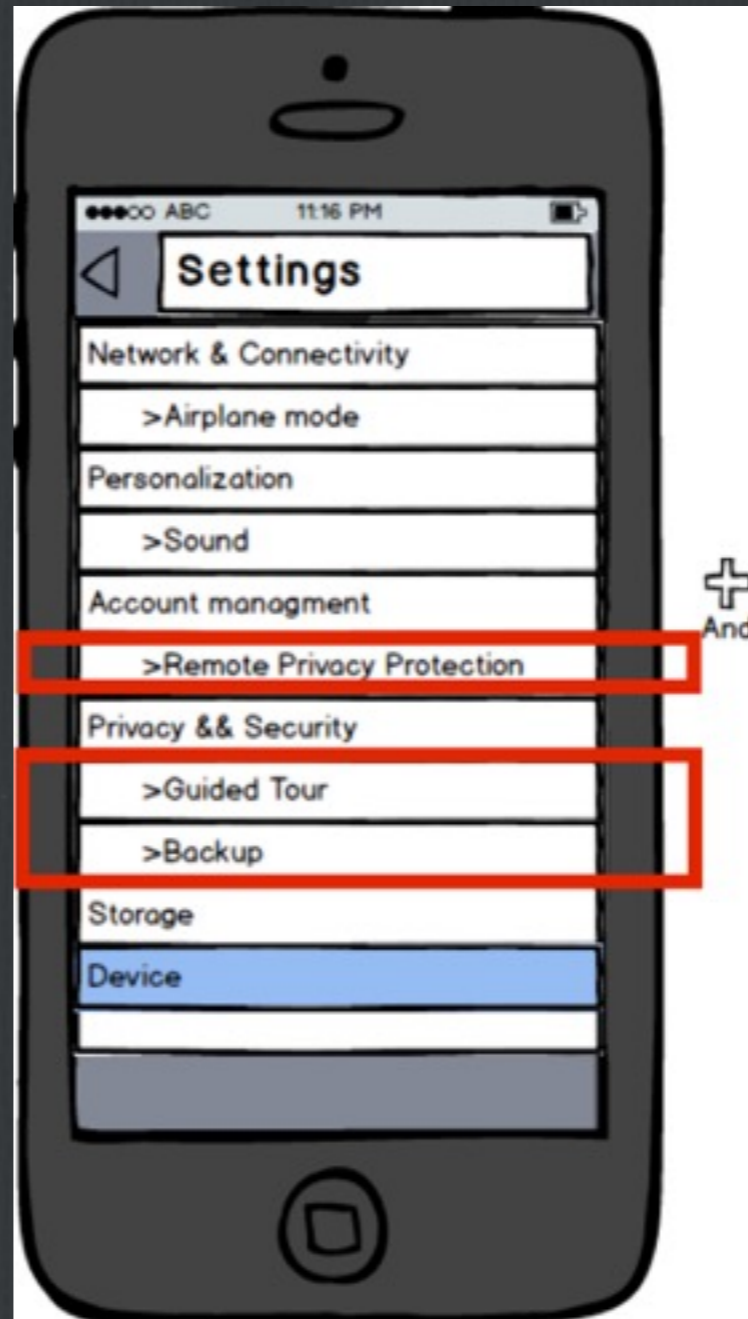 ABC 11:16 PM
Settings
Network & Connectivity
>Airplane mode
Personalization
>Sound
Account managment
>Remote Privacy Protection
Privacy && Security
>Guided Tour
>Backup
Storage
Device
And